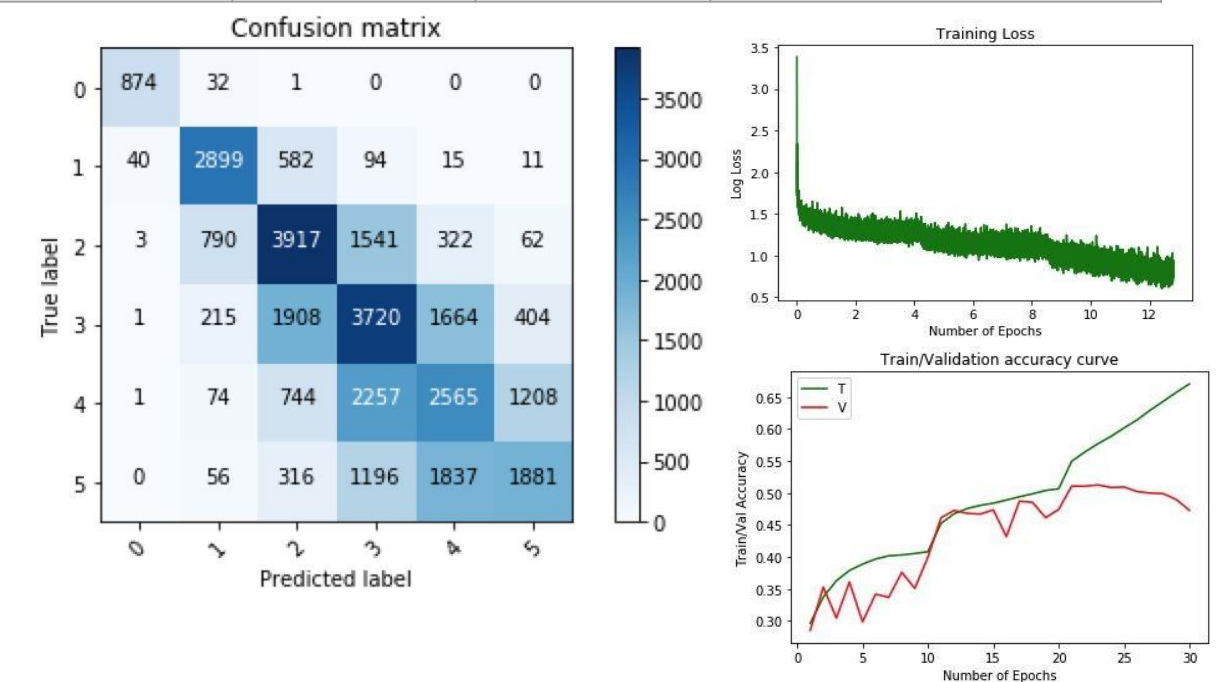 Confusion matrix
True label
0 874 32 1 0 0 0
1 40 2899 582 94 15 11
2 3 790 3917 1541 322 62
3 1 215 1908 3720 1664 404
4 1 74 744 2257 2565 1208
5 0 56 316 1196 1837 1881
0 1 2 3 4 5
Predicted label
3500
3000
2500
2000
1500
1000
500
0
Training Loss
Log Loss
3.5
3.0
2.5
2.0
1.5
1.0
0.5
0 2 4 6 8 10 12
Number of Epochs
Train/Validation accuracy curve
T
V
Train/Val Accuracy
0.65
0.60
0.55
0.50
0.45
0.40
0.35
0.30
0 5 10 15 20 25 30
Number of Epochs